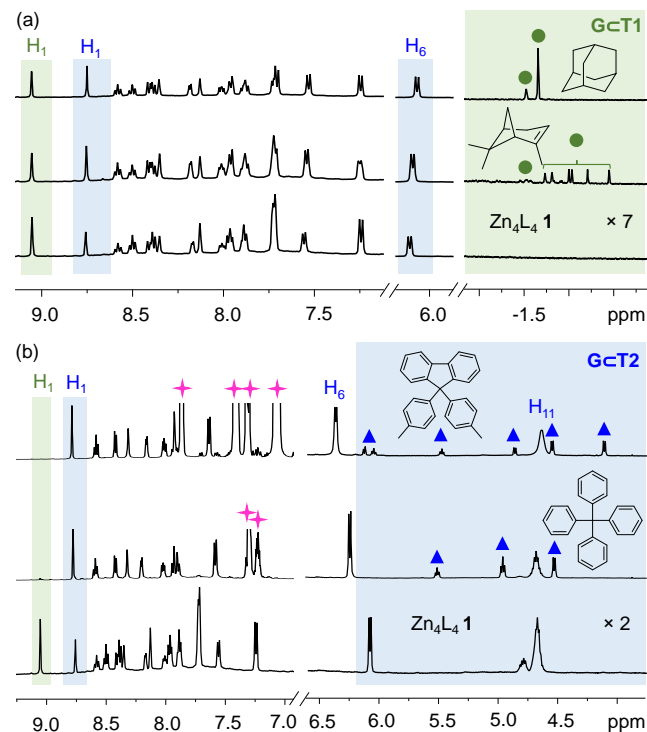 (a)
H₁ H₁ H₆ G⊂T1
Zn₄L₄ 1 × 7
9.0 8.5 8.0 7.5 6.0 -1.5 ppm
(b)
H₁ H₁ H₆ H₁₁ G⊂T2
Zn₄L₄ 1 × 2
9.0 8.5 8.0 7.5 7.0 6.5 6.0 5.5 5.0 4.5 ppm